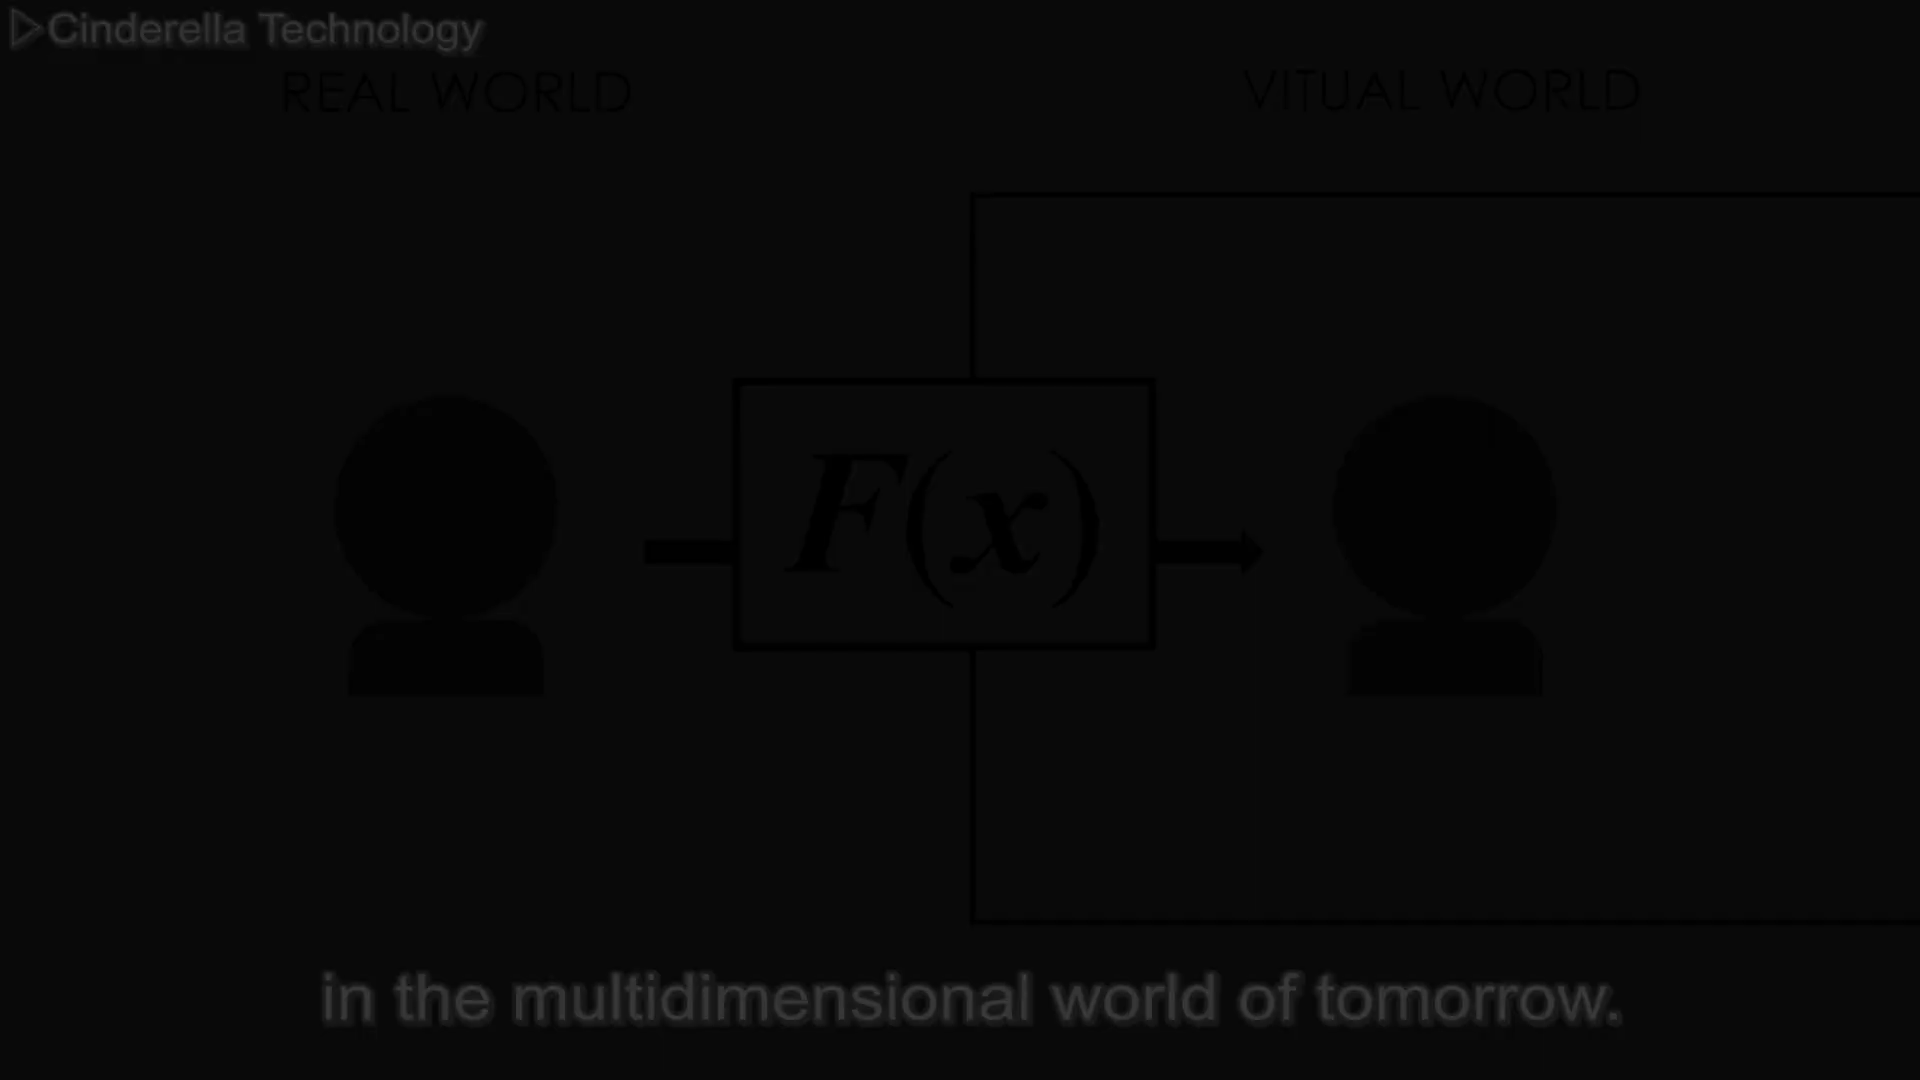 ▷Cinderella Technology
REAL WORLD
VITUAL WORLD
F(x)
in the multidimensional world of tomorrow.